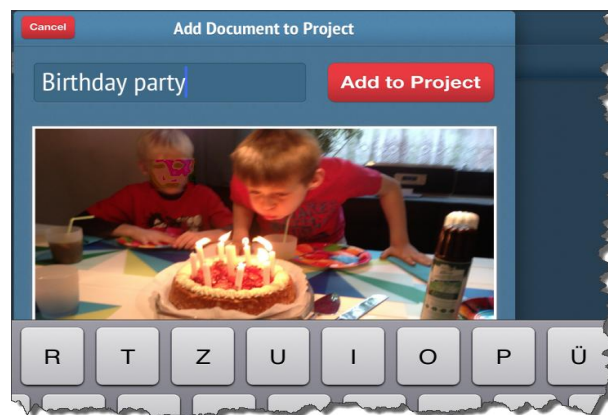 Cancel Add Document to Project
Birthday party Add to Project
R T Z U I O P Ü